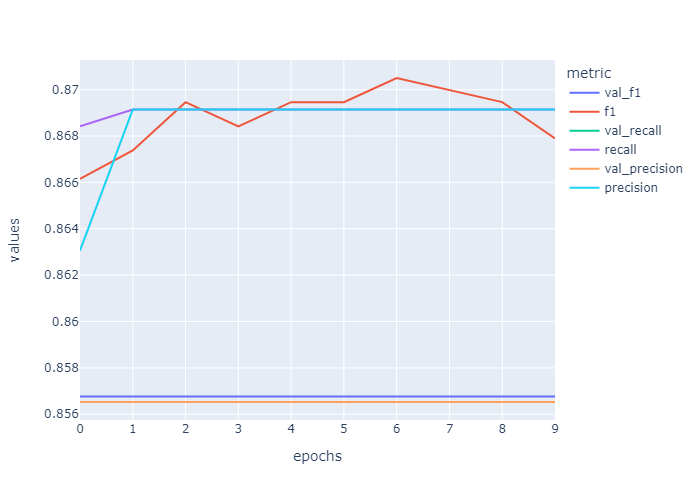 metric
val_f1
f1
val_recall
recall
val_precision
precision
values
0.87
0.868
0.866
0.864
0.862
0.86
0.858
0.856
0 1 2 3 4 5 6 7 8 9
epochs